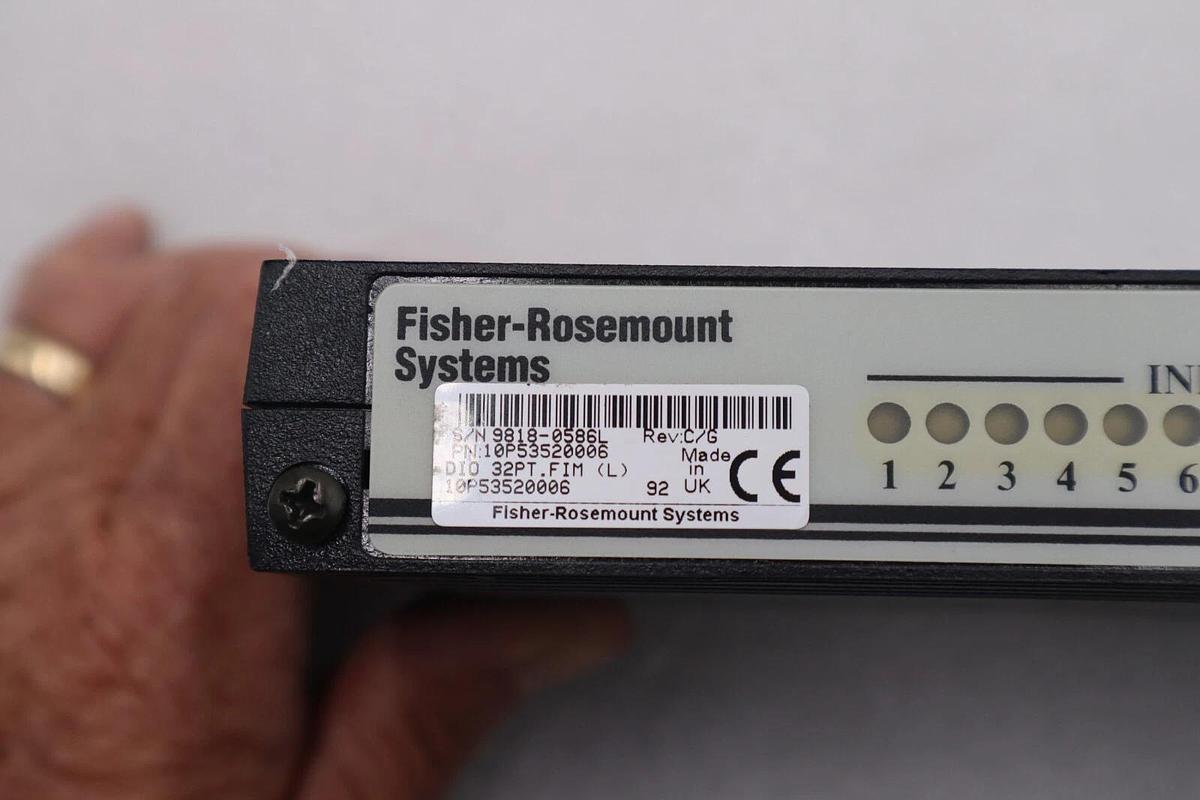 Fisher-Rosemount
Systems
S/N 9818-0586L Rev:C/G
PN:10P53520006 Made
DIO 32PT.FIM (L) in
10P53520006 92 UK
CE
Fisher-Rosemount Systems
1 2 3 4 5 6